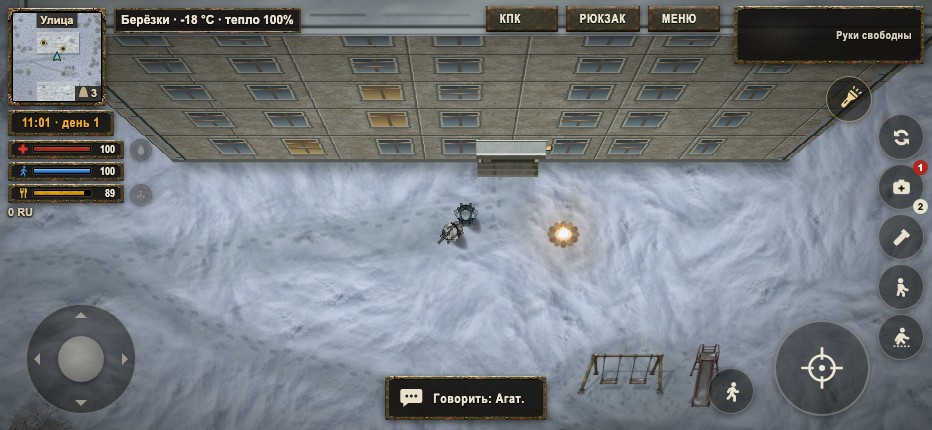 Улица
Берёзки · -18 °C · тепло 100%
КПК
РЮКЗАК
МЕНЮ
Руки свободны
3
11:01 · день 1
100
100
89
0 RU
1
2
Говорить: Агат.